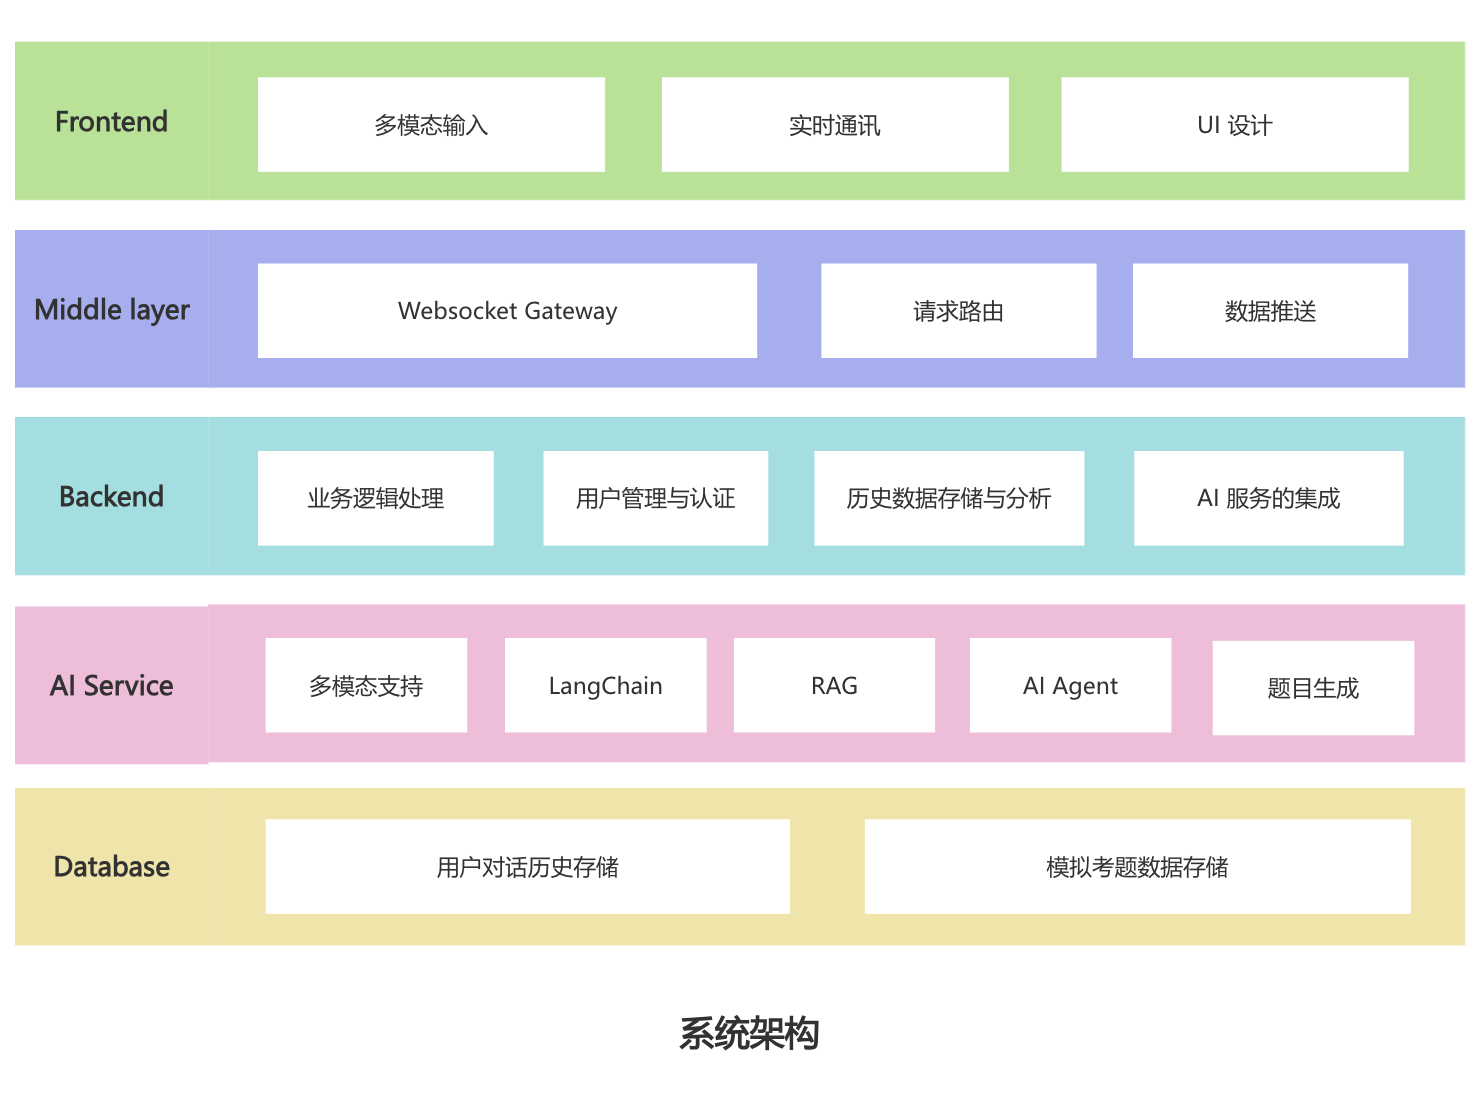 Frontend
多模态输入
实时通讯
UI 设计
Middle layer
Websocket Gateway
请求路由
数据推送
Backend
业务逻辑处理
用户管理与认证
历史数据存储与分析
AI 服务的集成
AI Service
多模态支持
LangChain
RAG
AI Agent
题目生成
Database
用户对话历史存储
模拟考题数据存储
系统架构